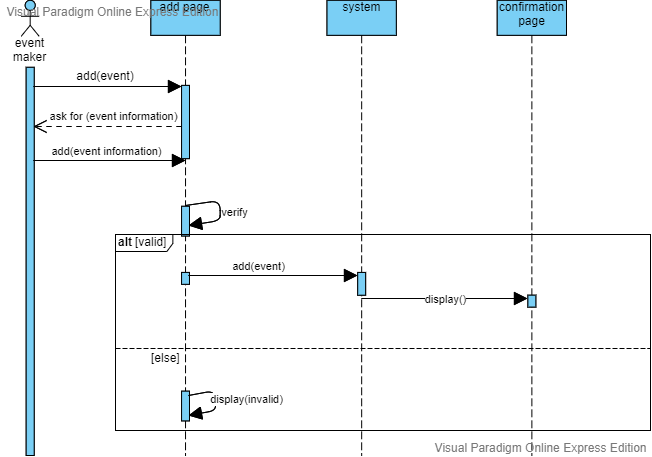 Visual Paradigm Online Express Edition
add page
system
confirmation
page
event
maker
add(event)
ask for (event information)
add(event information)
verify
alt [valid]
add(event)
display()
[else]
display(invalid)
Visual Paradigm Online Express Edition